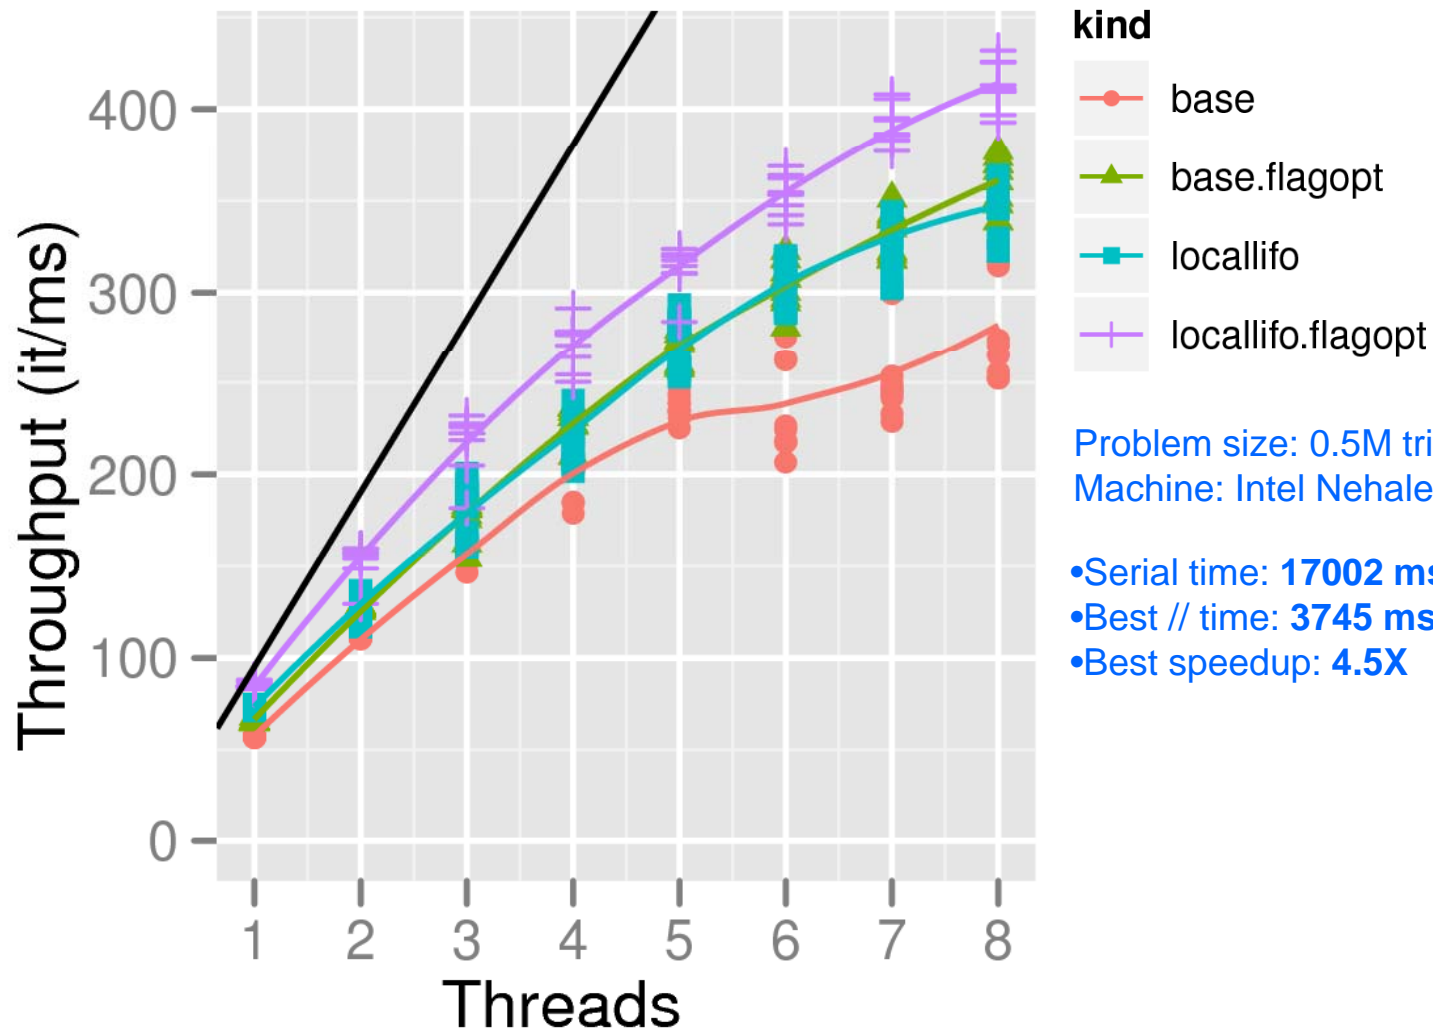 kind
base
base.flagopt
locallifo
locallifo.flagopt
Throughput (it/ms)
400
300
200
100
0
1 2 3 4 5 6 7 8
Threads
Problem size: 0.5M tri
Machine: Intel Nehale
•Serial time: 17002 ms
•Best // time: 3745 ms
•Best speedup: 4.5X